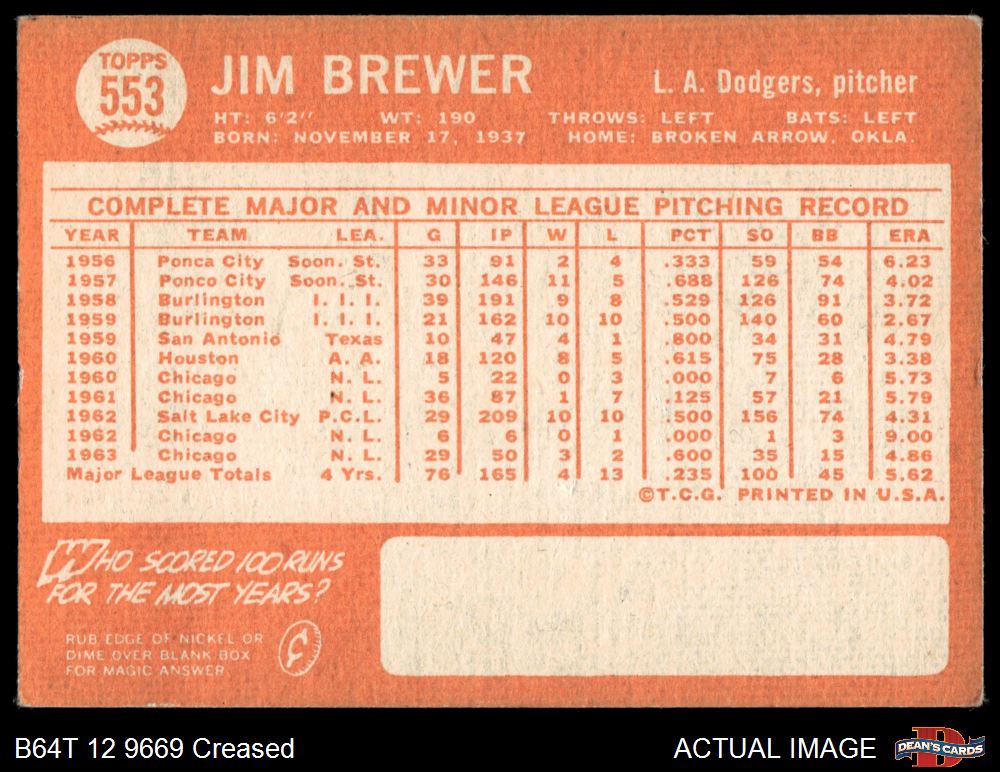 TOPPS
553
JIM BREWER
L. A. Dodgers, pitcher
HT: 6'2" WT: 190 THROWS: LEFT BATS: LEFT
BORN: NOVEMBER 17, 1937 HOME: BROKEN ARROW, OKLA.
COMPLETE MAJOR AND MINOR LEAGUE PITCHING RECORD
YEAR TEAM LEA. G IP W L PCT SO BB ERA
1956 Ponca City Soon. St. 33 91 2 4 .333 59 54 6.23
1957 Ponco City Soon. St. 30 146 11 5 .688 126 74 4.02
1958 Burlington I. I. I. 39 191 9 8 .529 126 91 3.72
1959 Burlington I. I. I. 21 162 10 10 .500 140 60 2.67
1959 San Antonio Texas 10 47 4 1 .800 34 31 4.79
1960 Houston A. A. 18 120 8 5 .615 75 28 3.38
1960 Chicago N. L. 5 22 0 3 .000 7 6 5.73
1961 Chicago N. L. 36 87 1 7 .125 57 21 5.79
1962 Salt Lake City P.C.L. 29 209 10 10 .500 156 74 4.31
1962 Chicago N. L. 6 6 0 1 .000 1 3 9.00
1963 Chicago N. L. 29 50 3 2 .600 35 15 4.86
Major League Totals 4 Yrs. 76 165 4 13 .235 100 45 5.62
©T.C.G. PRINTED IN U.S.A.
WHO SCORED 100 RUNS
FOR THE MOST YEARS?
RUB EDGE OF NICKEL OR
DIME OVER BLANK BOX
FOR MAGIC ANSWER
B64T 12 9669 Creased
ACTUAL IMAGE
DEAN'S CARDS